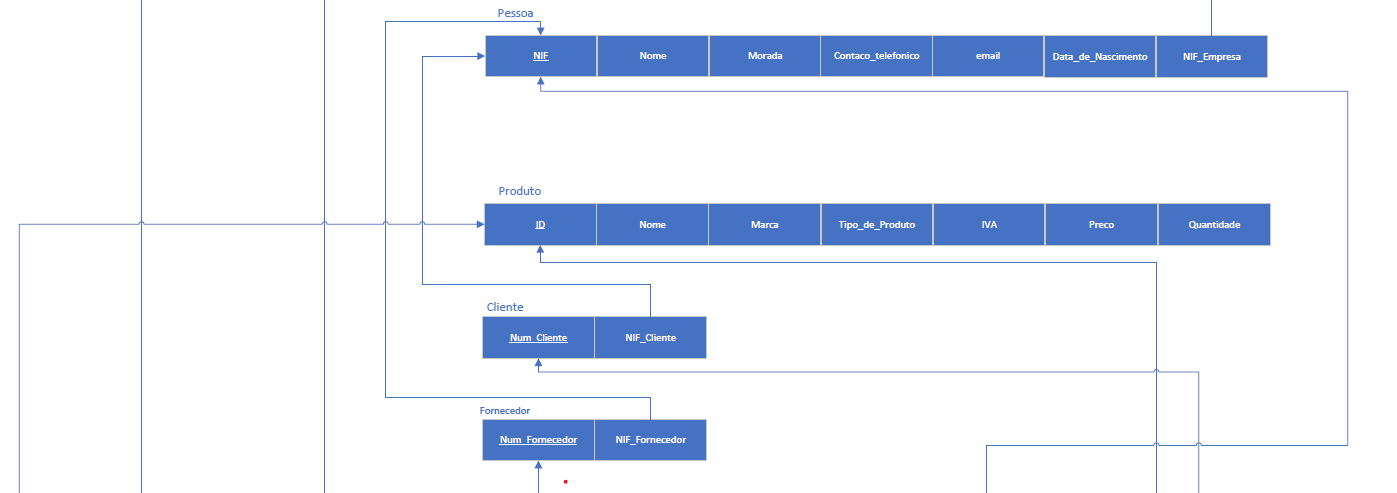 Pessoa
NIF Nome Morada Contaco_telefonico email Data_de_Nascimento NIF_Empresa
Produto
ID Nome Marca Tipo_de_Produto IVA Preco Quantidade
Cliente
Num_Cliente NIF_Cliente
Fornecedor
Num_Fornecedor NIF_Fornecedor